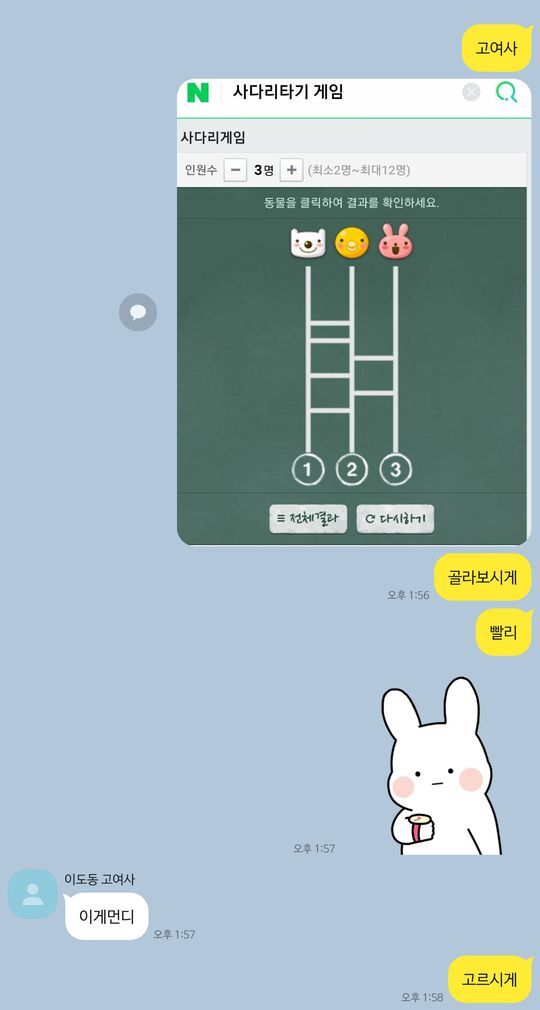 고여사
N 사다리타기 게임
사다리게임
인원수 − 3명 + (최소2명~최대12명)
동물을 클릭하여 결과를 확인하세요.
1 2 3
전체결과 다시하기
골라보시게
오후 1:56
빨리
오후 1:57
이도동 고여사
이게먼디
오후 1:57
고르시게
오후 1:58